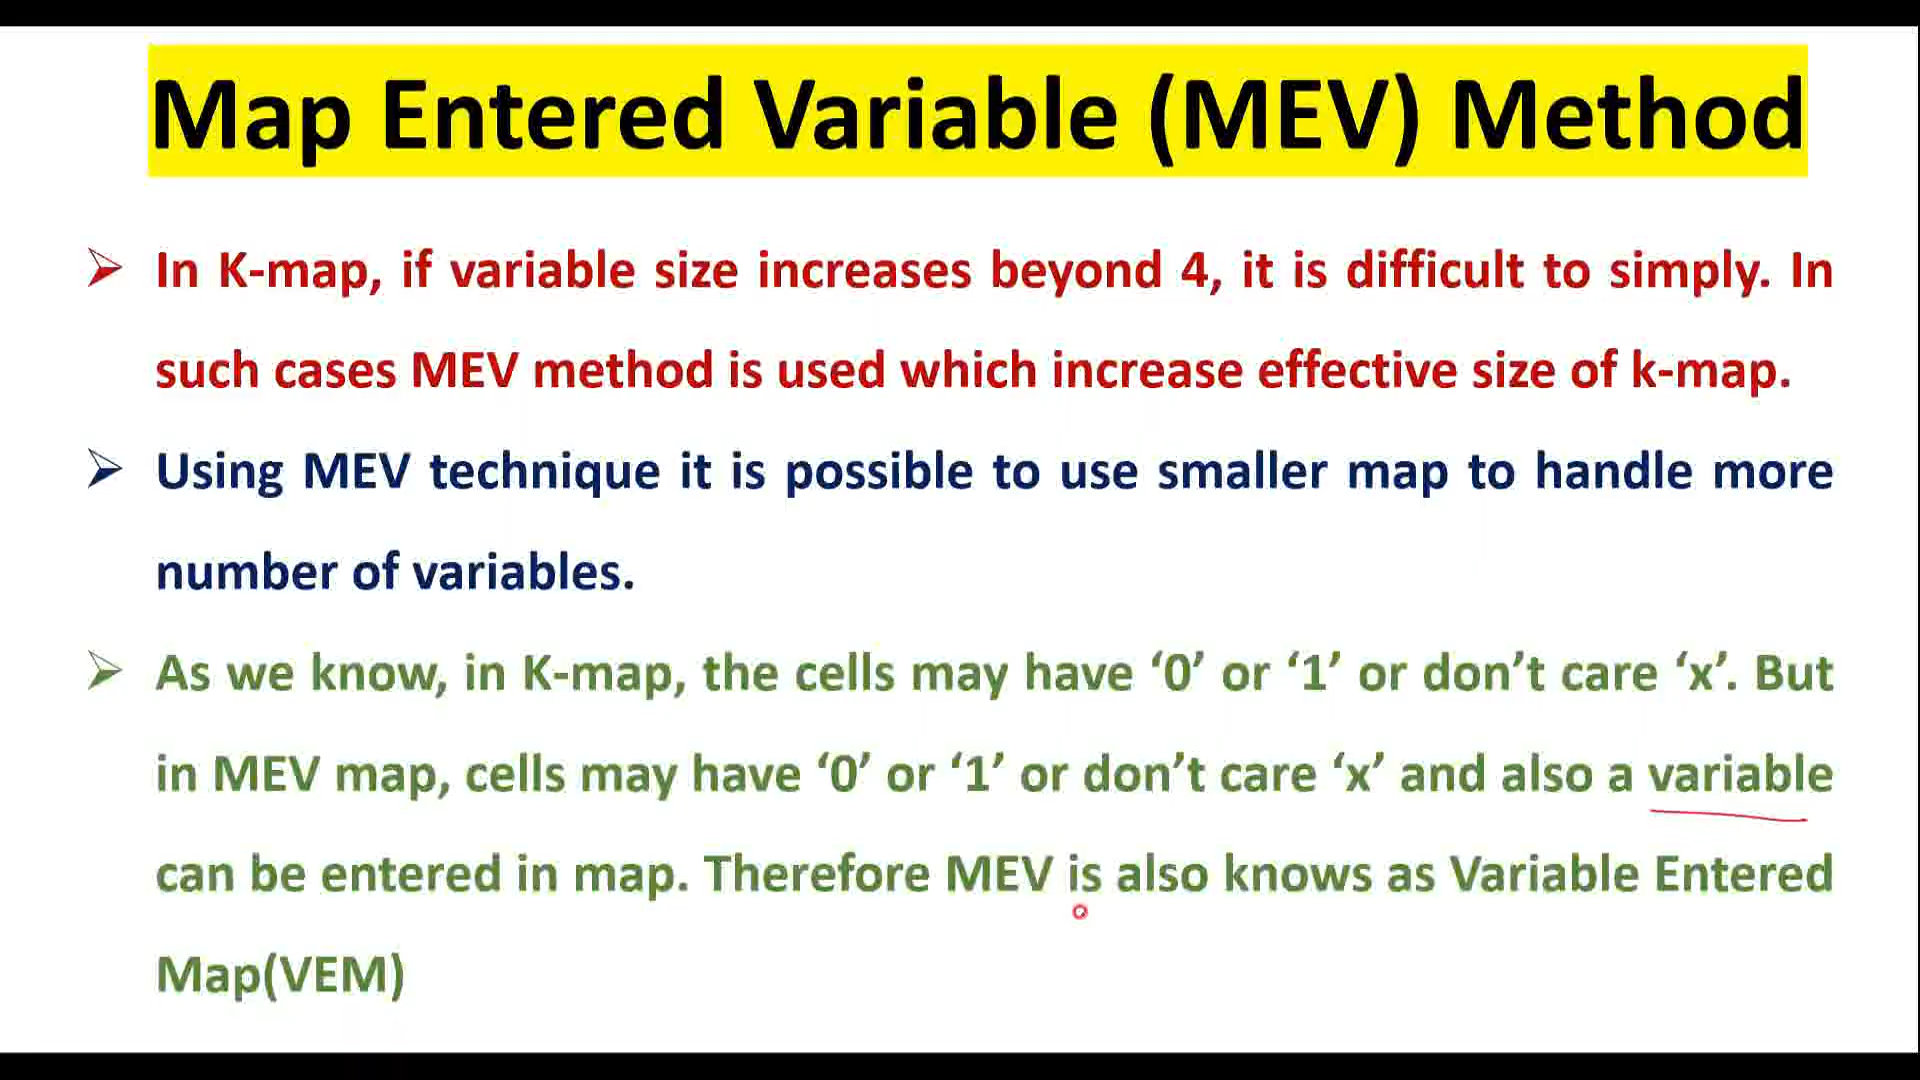 Map Entered Variable (MEV) Method
In K-map, if variable size increases beyond 4, it is difficult to simply. In
such cases MEV method is used which increase effective size of k-map.
Using MEV technique it is possible to use smaller map to handle more
number of variables.
As we know, in K-map, the cells may have ‘0’ or ‘1’ or don’t care ‘x’. But
in MEV map, cells may have ‘0’ or ‘1’ or don’t care ‘x’ and also a variable
can be entered in map. Therefore MEV is also knows as Variable Entered
Map(VEM)